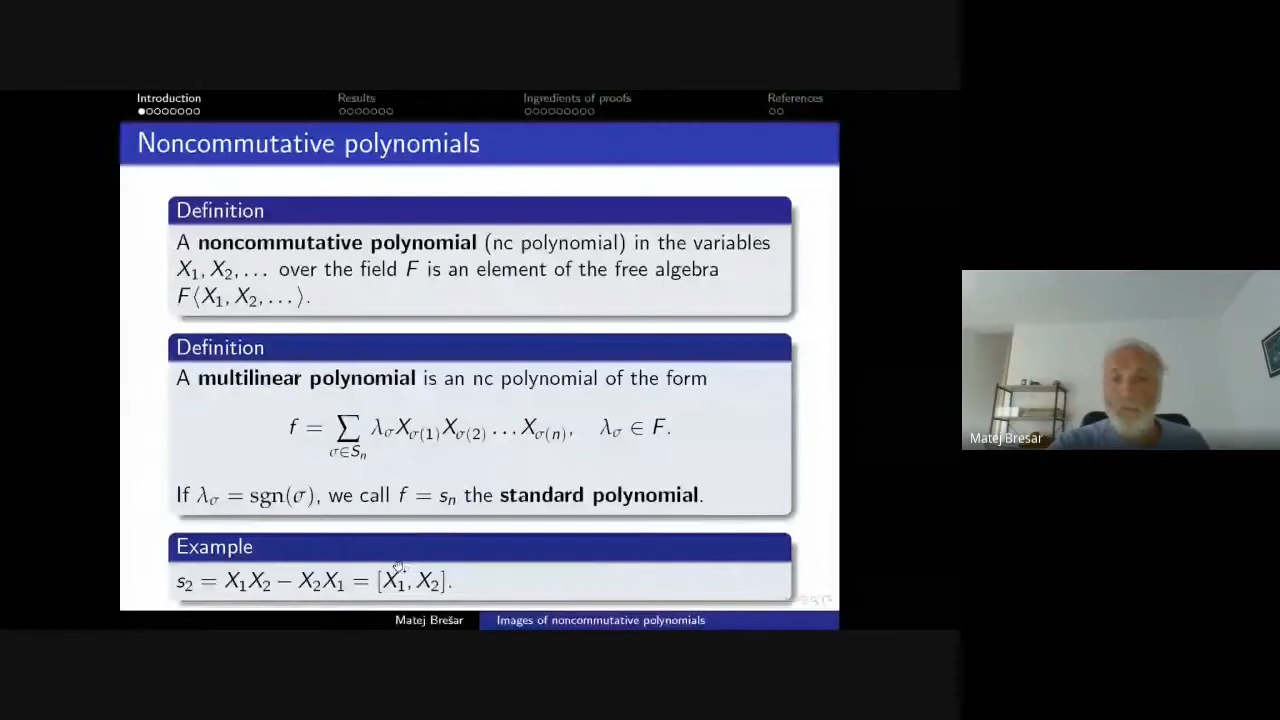 Introduction Results Ingredients of proofs References
Noncommutative polynomials
Definition
A noncommutative polynomial (nc polynomial) in the variables
X₁, X₂, . . . over the field F is an element of the free algebra
F⟨X₁, X₂, . . . ⟩.
Definition
A multilinear polynomial is an nc polynomial of the form
f = ∑_{σ∈Sₙ} λ_σ X_{σ(1)} X_{σ(2)} . . . X_{σ(n)}, λ_σ ∈ F.
If λ_σ = sgn(σ), we call f = sₙ the standard polynomial.
Example
s₂ = X₁X₂ − X₂X₁ = [X₁, X₂].
Matej Brešar Images of noncommutative polynomials
Matej Bresar